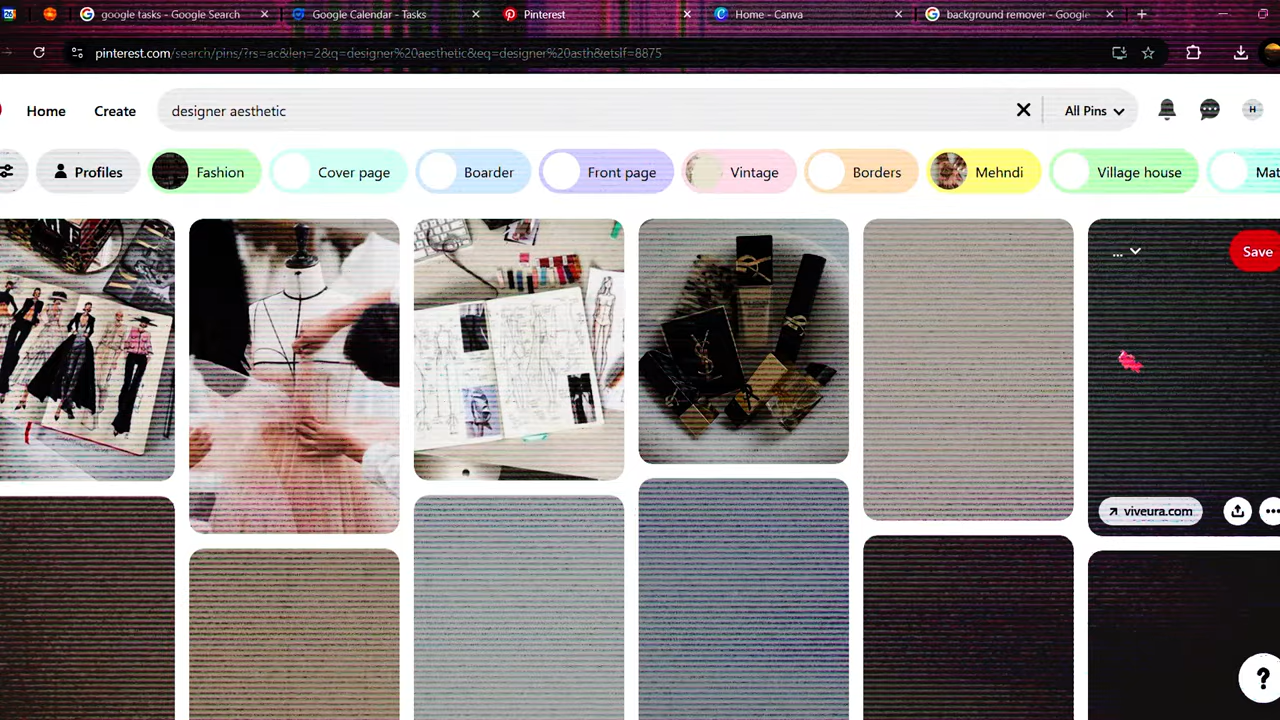 google tasks - Google Search
Google Calendar - Tasks
Pinterest
Home - Canva
background remover - Google
pinterest.com/search/pins/?rs=ac&len=2&q=designer%20aesthetic&eq=designer%20asth&etslf=8875
Home
Create
designer aesthetic
All Pins
H
Profiles
Fashion
Cover page
Boarder
Front page
Vintage
Borders
Mehndi
Village house
Mat
...
Save
viveura.com
?